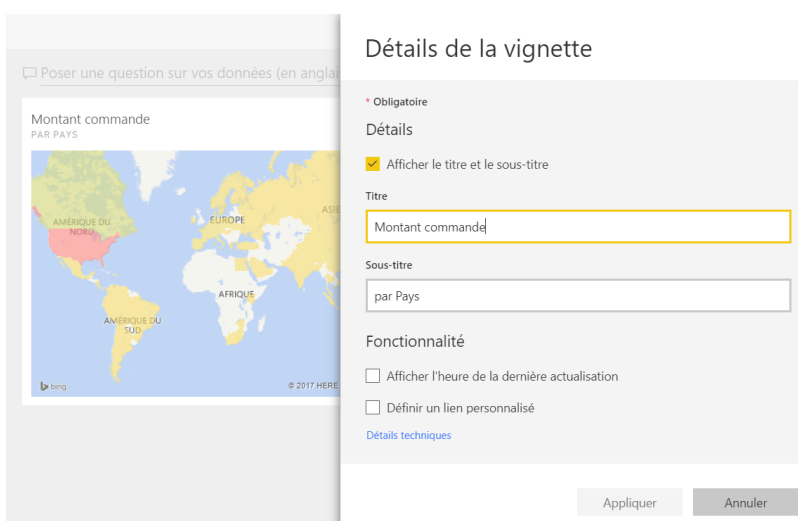 Poser une question sur vos données (en anglai
Montant commande
PAR PAYS
AMÉRIQUE DU
NORD
EUROPE
ASIE
AFRIQUE
AMÉRIQUE DU
SUD
bing
© 2017 HERE
Détails de la vignette
* Obligatoire
Détails
Afficher le titre et le sous-titre
Titre
Montant commande
Sous-titre
par Pays
Fonctionnalité
Afficher l'heure de la dernière actualisation
Définir un lien personnalisé
Détails techniques
Appliquer
Annuler